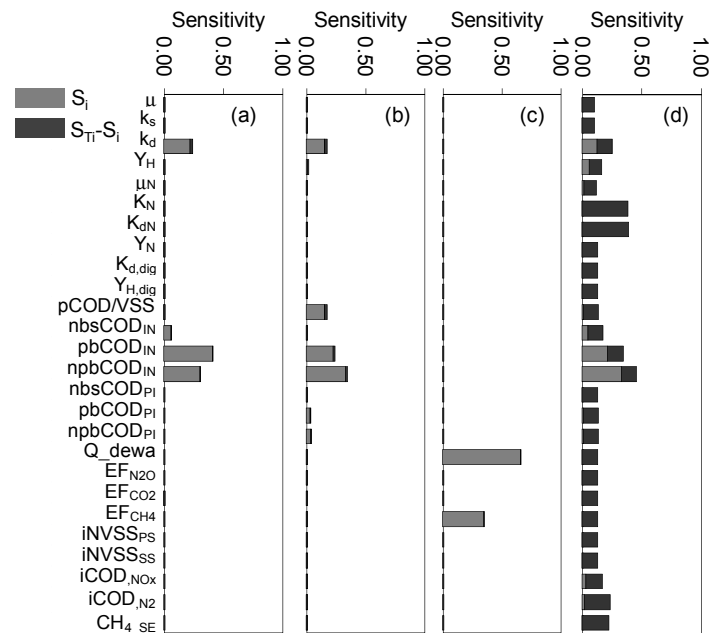 Sensitivity Sensitivity Sensitivity Sensitivity
0.00 0.50 1.00 0.00 0.50 1.00 0.00 0.50 1.00 0.00 0.50 1.00
Si
STi-Si
(a) (b) (c) (d)
μ
ks
kd
YH
μN
KN
KdN
YN
Kd,dig
YH,dig
pCOD/VSS
nbsCODIN
pbCODIN
npbCODIN
nbsCODPI
pbCODPI
npbCODPI
Q_dewa
EFN2O
EFCO2
EFCH4
iNVSSPS
iNVSSSS
iCOD,NOx
iCOD,N2
CH4_SE